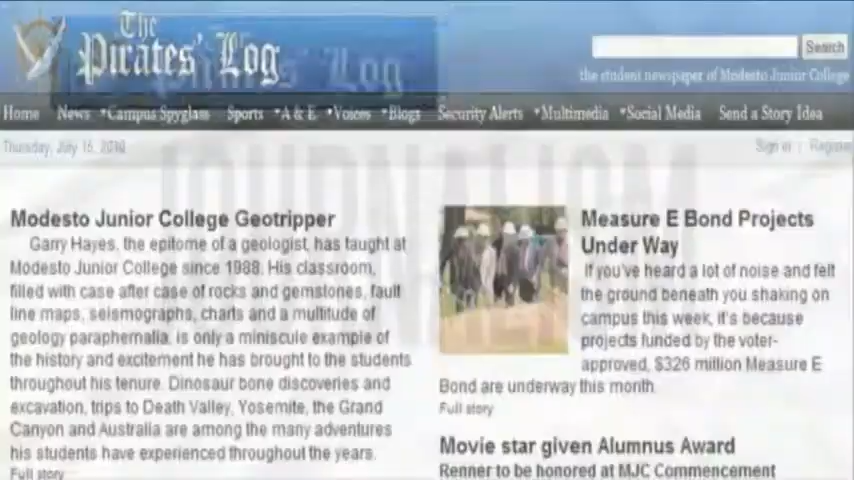 The
Pirates' Log
Search
the student newspaper of Modesto Junior College
Home News Campus Spyglass Sports A & E Voices Blogs Security Alerts Multimedia Social Media Send a Story Idea
Thursday, July 15, 2010
Sign in | Register
JOURNALISM
Modesto Junior College Geotripper
Garry Hayes, the epitome of a geologist, has taught at
Modesto Junior College since 1988. His classroom,
filled with case after case of rocks and gemstones, fault
line maps, seismographs, charts and a multitude of
geology paraphernalia, is only a miniscule example of
the history and excitement he has brought to the students
throughout his tenure. Dinosaur bone discoveries and
excavation, trips to Death Valley, Yosemite, the Grand
Canyon and Australia are among the many adventures
his students have experienced throughout the years.
Full story
Measure E Bond Projects
Under Way
If you've heard a lot of noise and felt
the ground beneath you shaking on
campus this week, it's because
projects funded by the voter-
approved, $326 million Measure E
Bond are underway this month.
Full story
Movie star given Alumnus Award
Renner to be honored at MJC Commencement